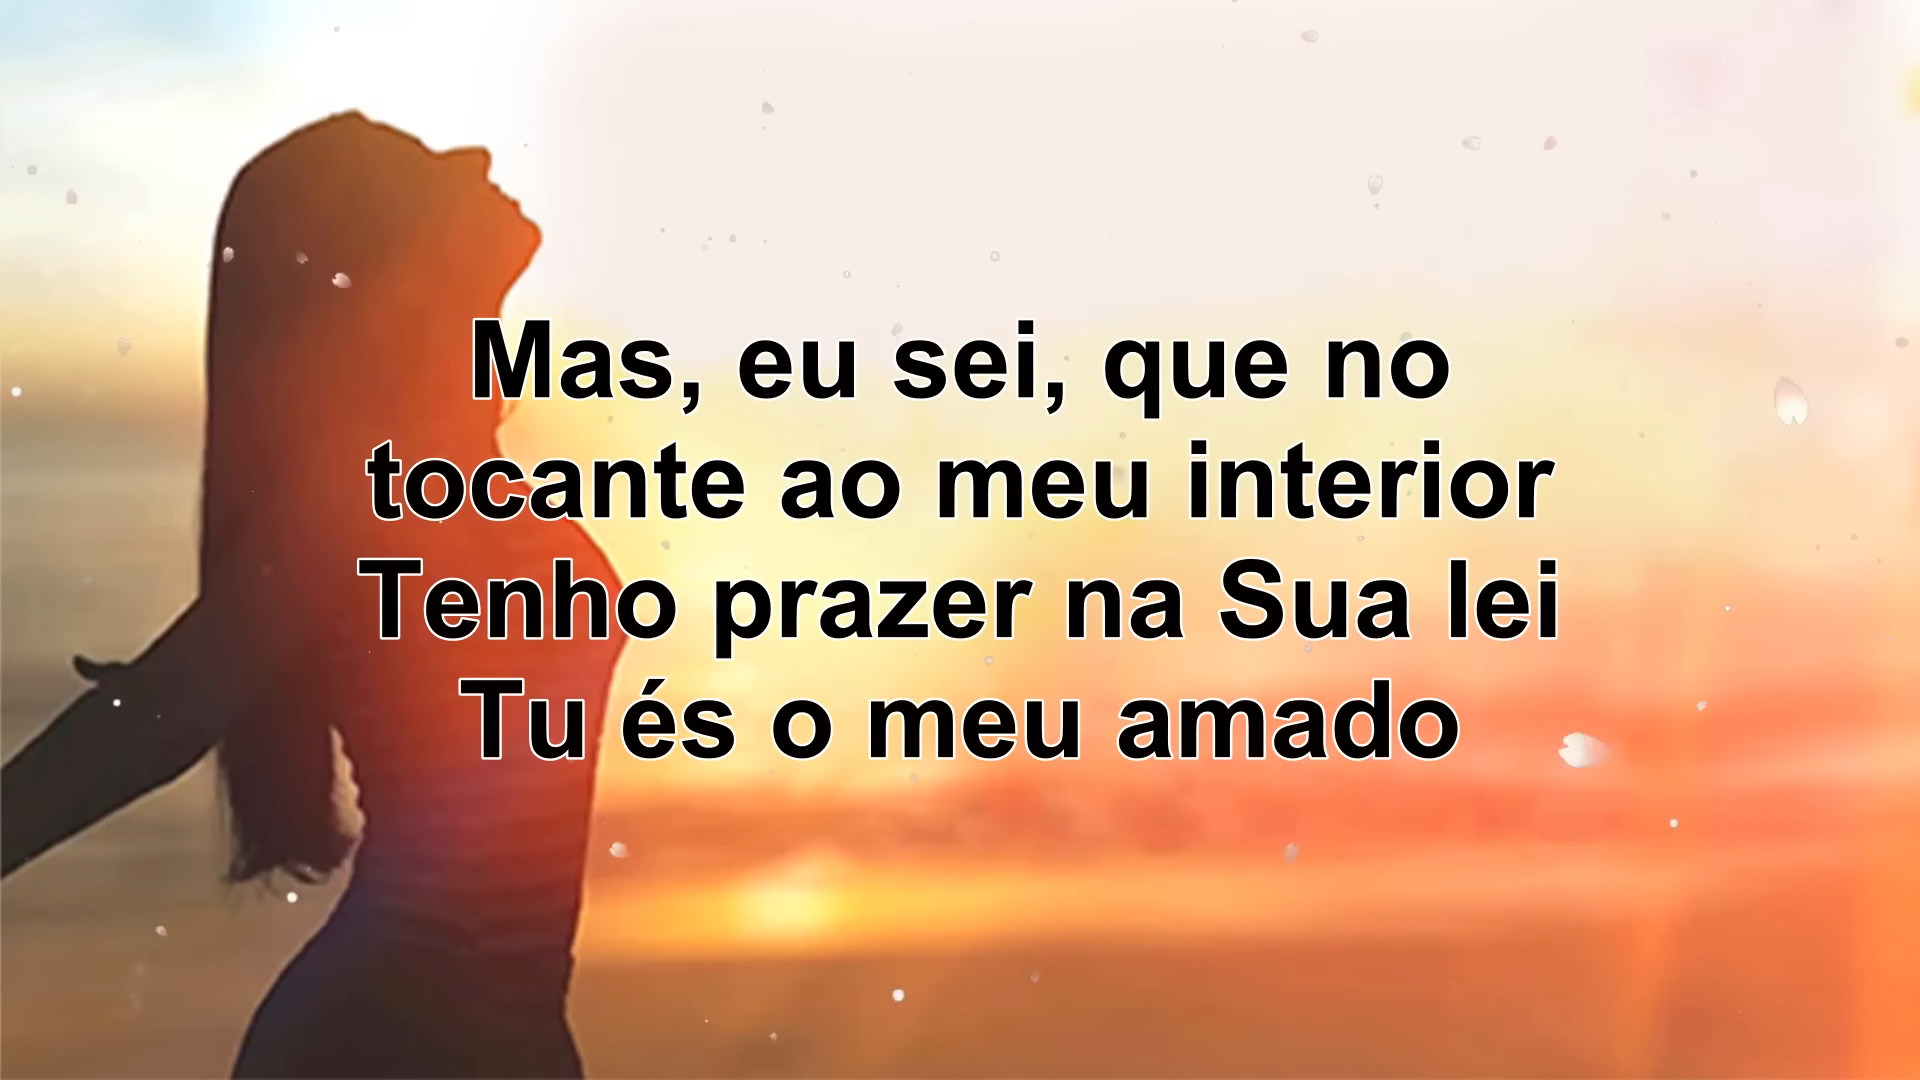 Mas, eu sei, que no
tocante ao meu interior
Tenho prazer na Sua lei
Tu és o meu amado